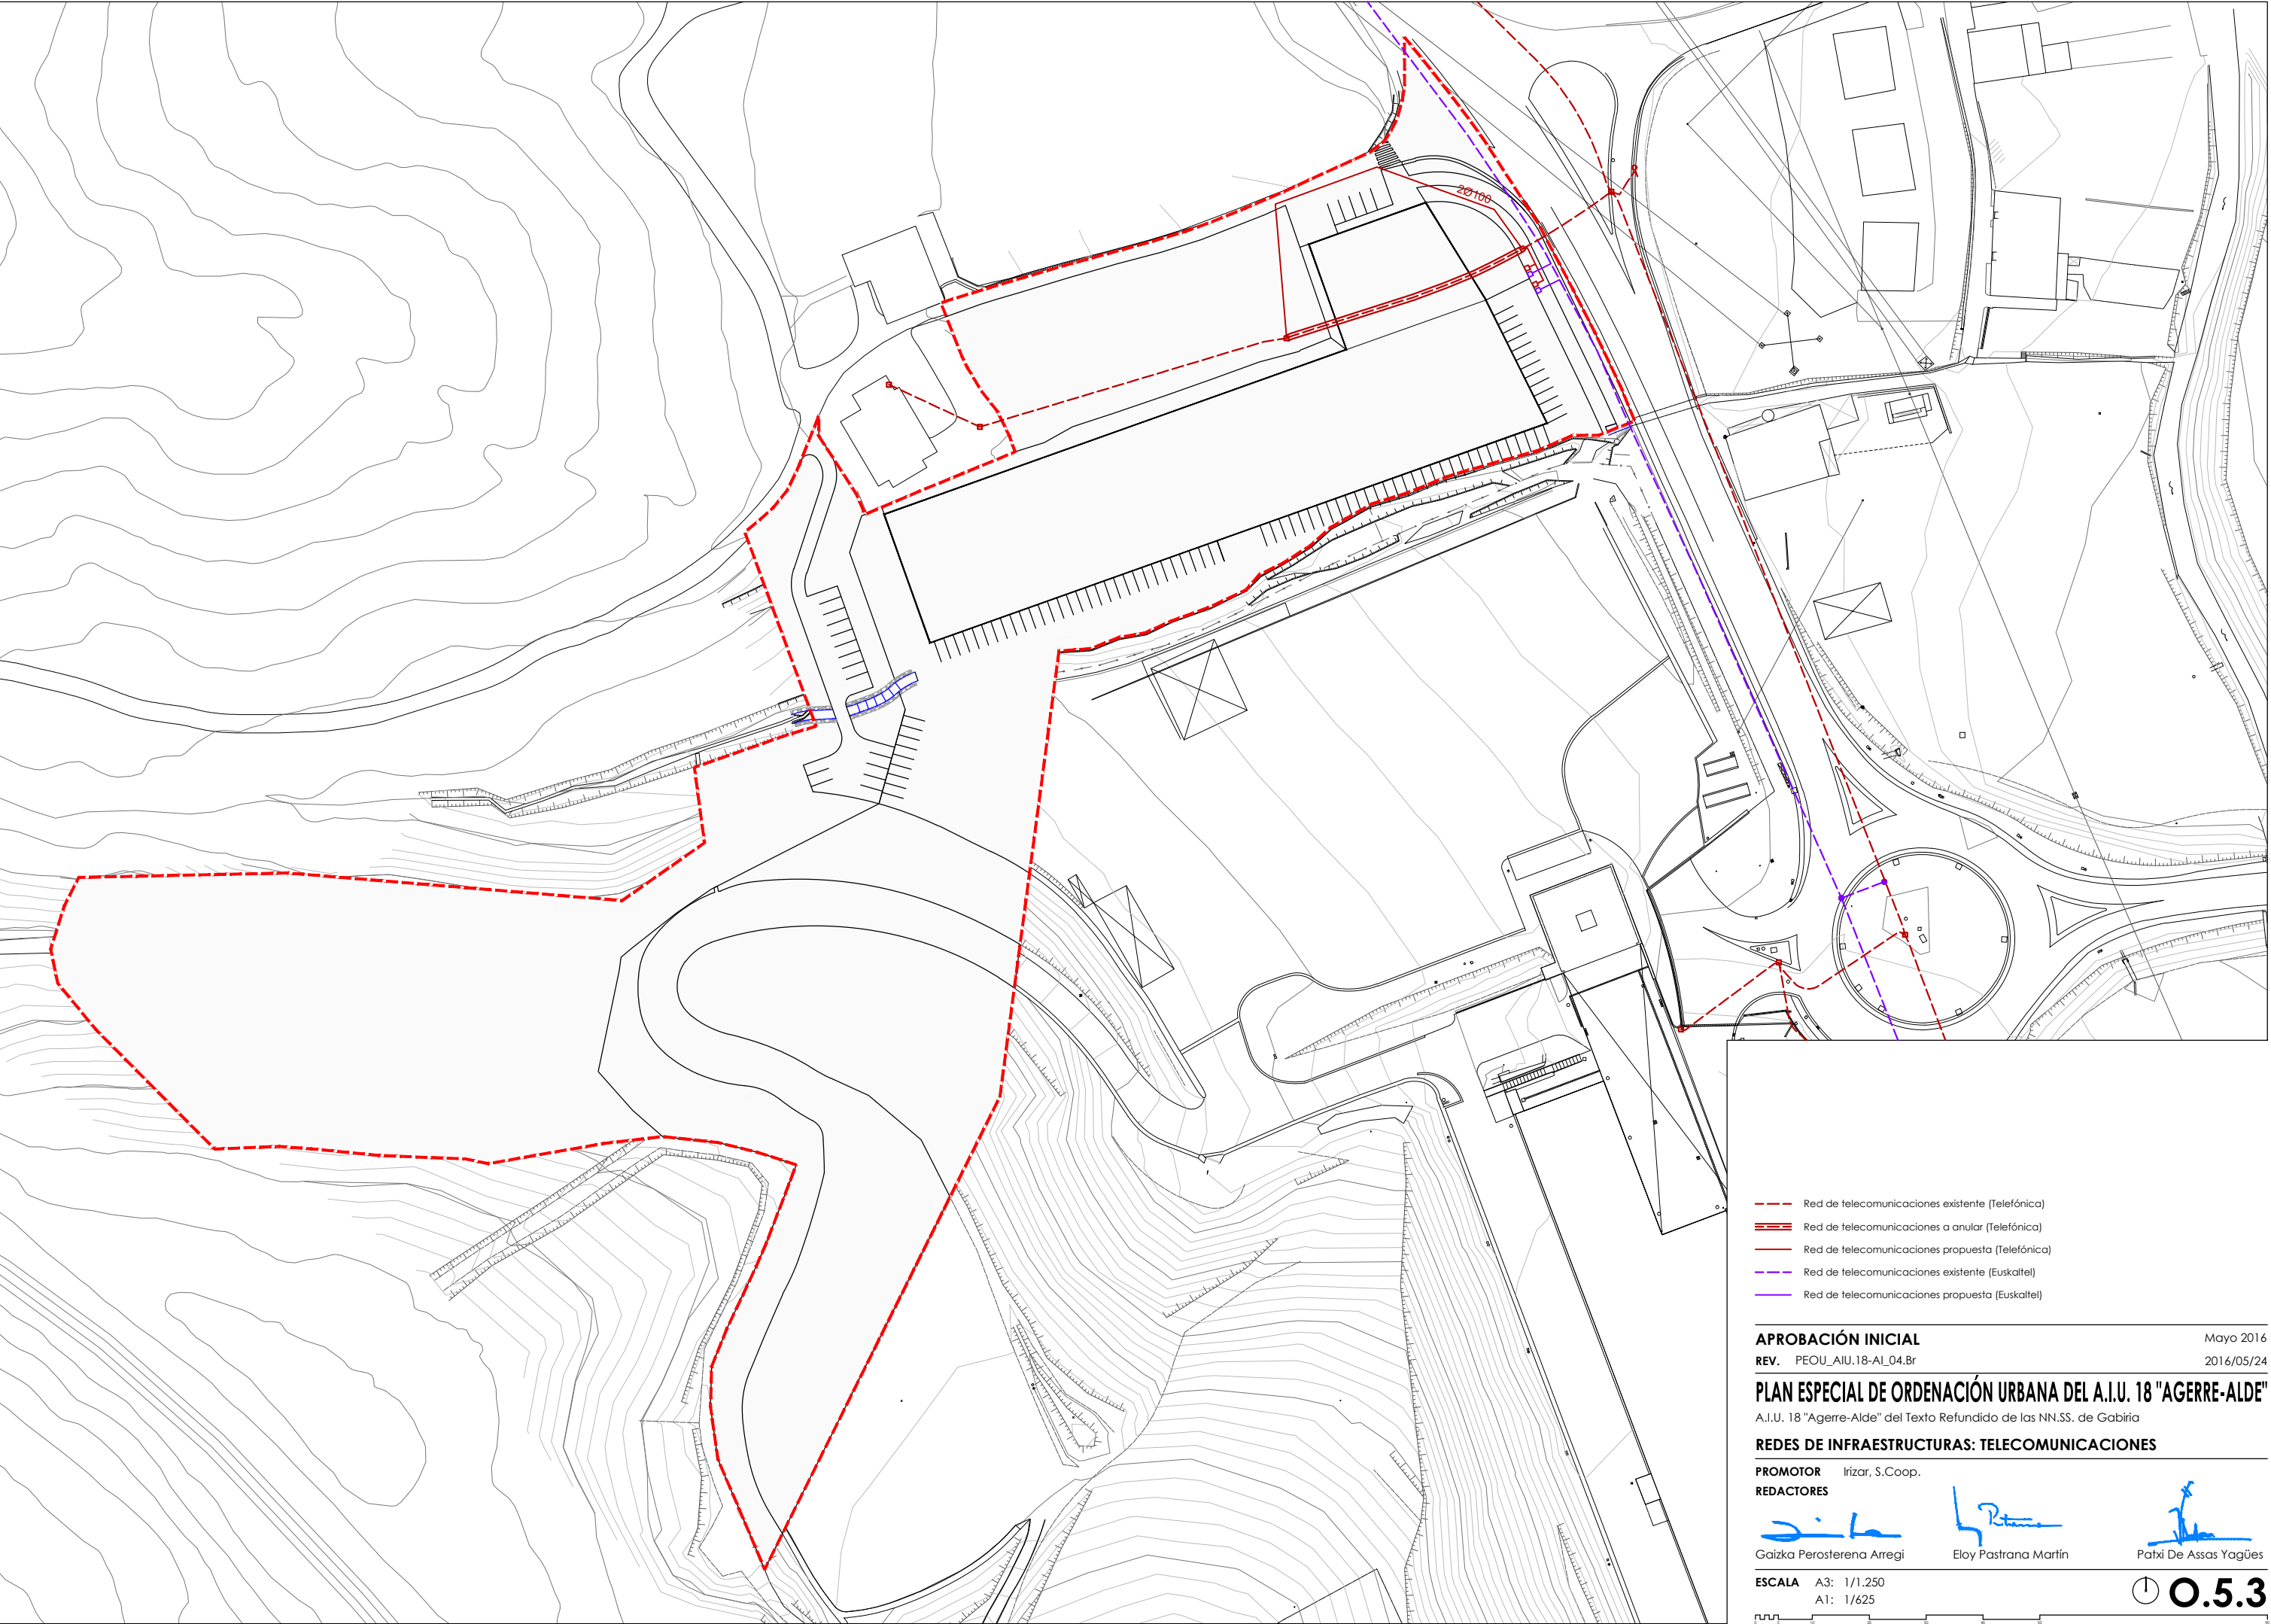 2Ø100
Red de telecomunicaciones existente (Telefónica)
Red de telecomunicaciones a anular (Telefónica)
Red de telecomunicaciones propuesta (Telefónica)
Red de telecomunicaciones existente (Euskaltel)
Red de telecomunicaciones propuesta (Euskaltel)
APROBACIÓN INICIAL Mayo 2016
REV. PEOU_AIU.18-AI_04.Br 2016/05/24
PLAN ESPECIAL DE ORDENACIÓN URBANA DEL A.I.U. 18 "AGERRE-ALDE"
A.I.U. 18 "Agerre-Alde" del Texto Refundido de las NN.SS. de Gabiria
REDES DE INFRAESTRUCTURAS: TELECOMUNICACIONES
PROMOTOR Irizar, S.Coop.
REDACTORES
Gaizka Perosterena Arregi Eloy Pastrana Martín Patxi De Assas Yagües
ESCALA A3: 1/1.250
A1: 1/625
O.5.3